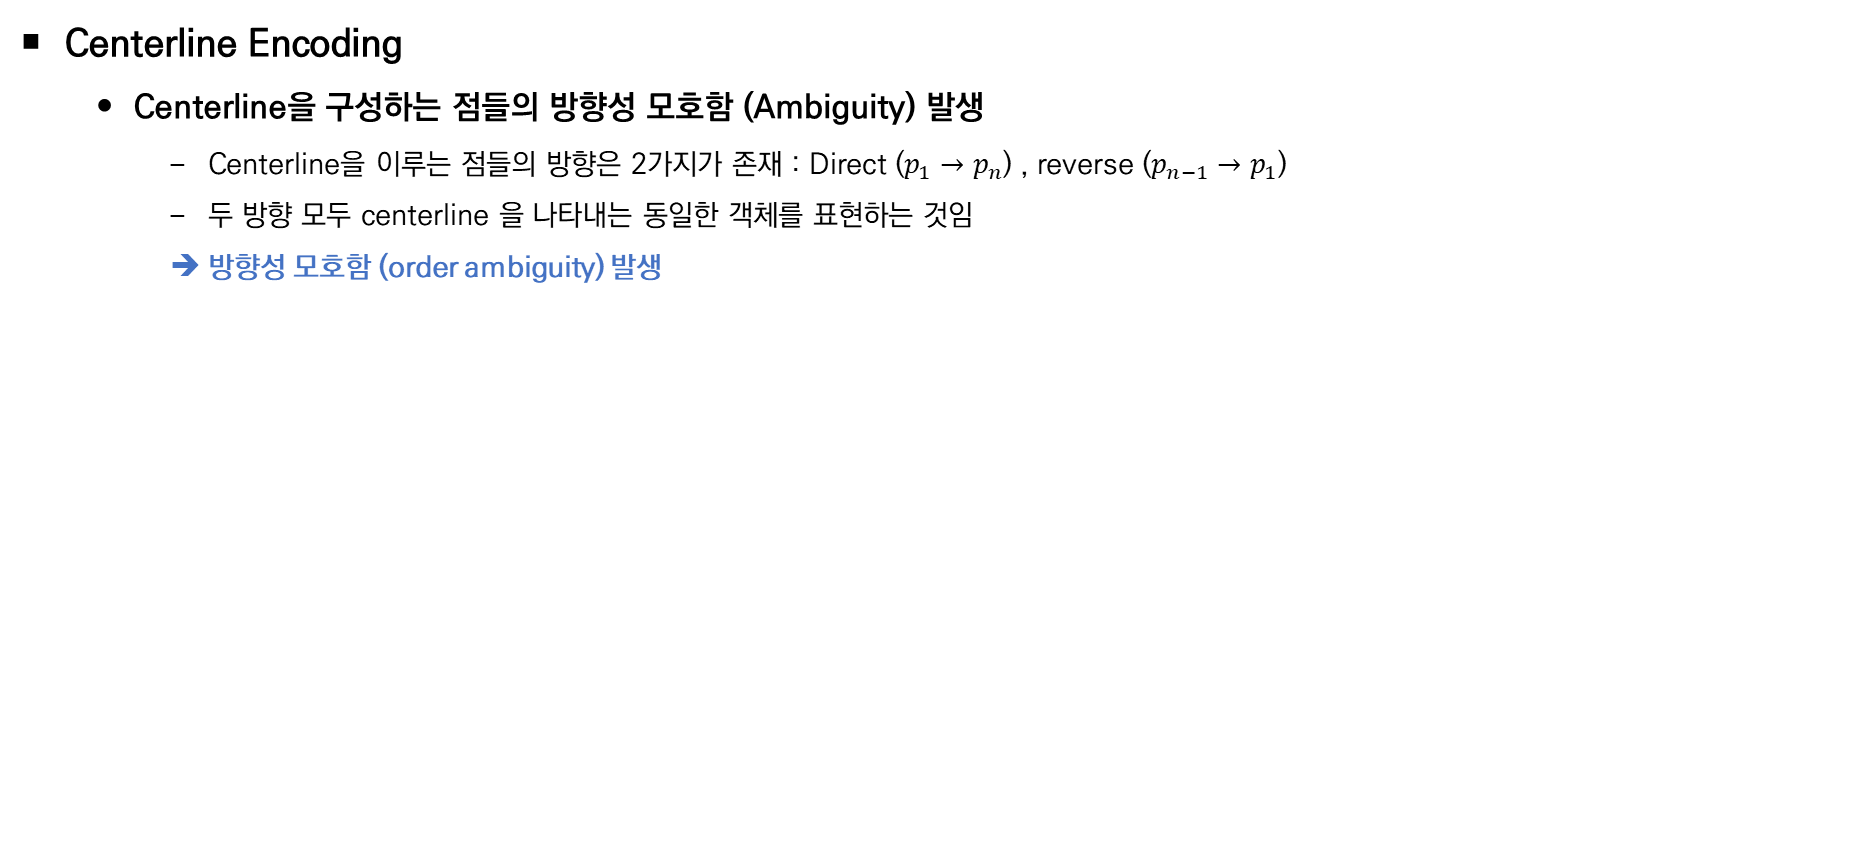 ■ Centerline Encoding
• Centerline을 구성하는 점들의 방향성 모호함 (Ambiguity) 발생
– Centerline을 이루는 점들의 방향은 2가지가 존재 : Direct (𝑝₁ → 𝑝ₙ) , reverse (𝑝ₙ₋₁ → 𝑝₁)
– 두 방향 모두 centerline 을 나타내는 동일한 객체를 표현하는 것임
➔ 방향성 모호함 (order ambiguity) 발생